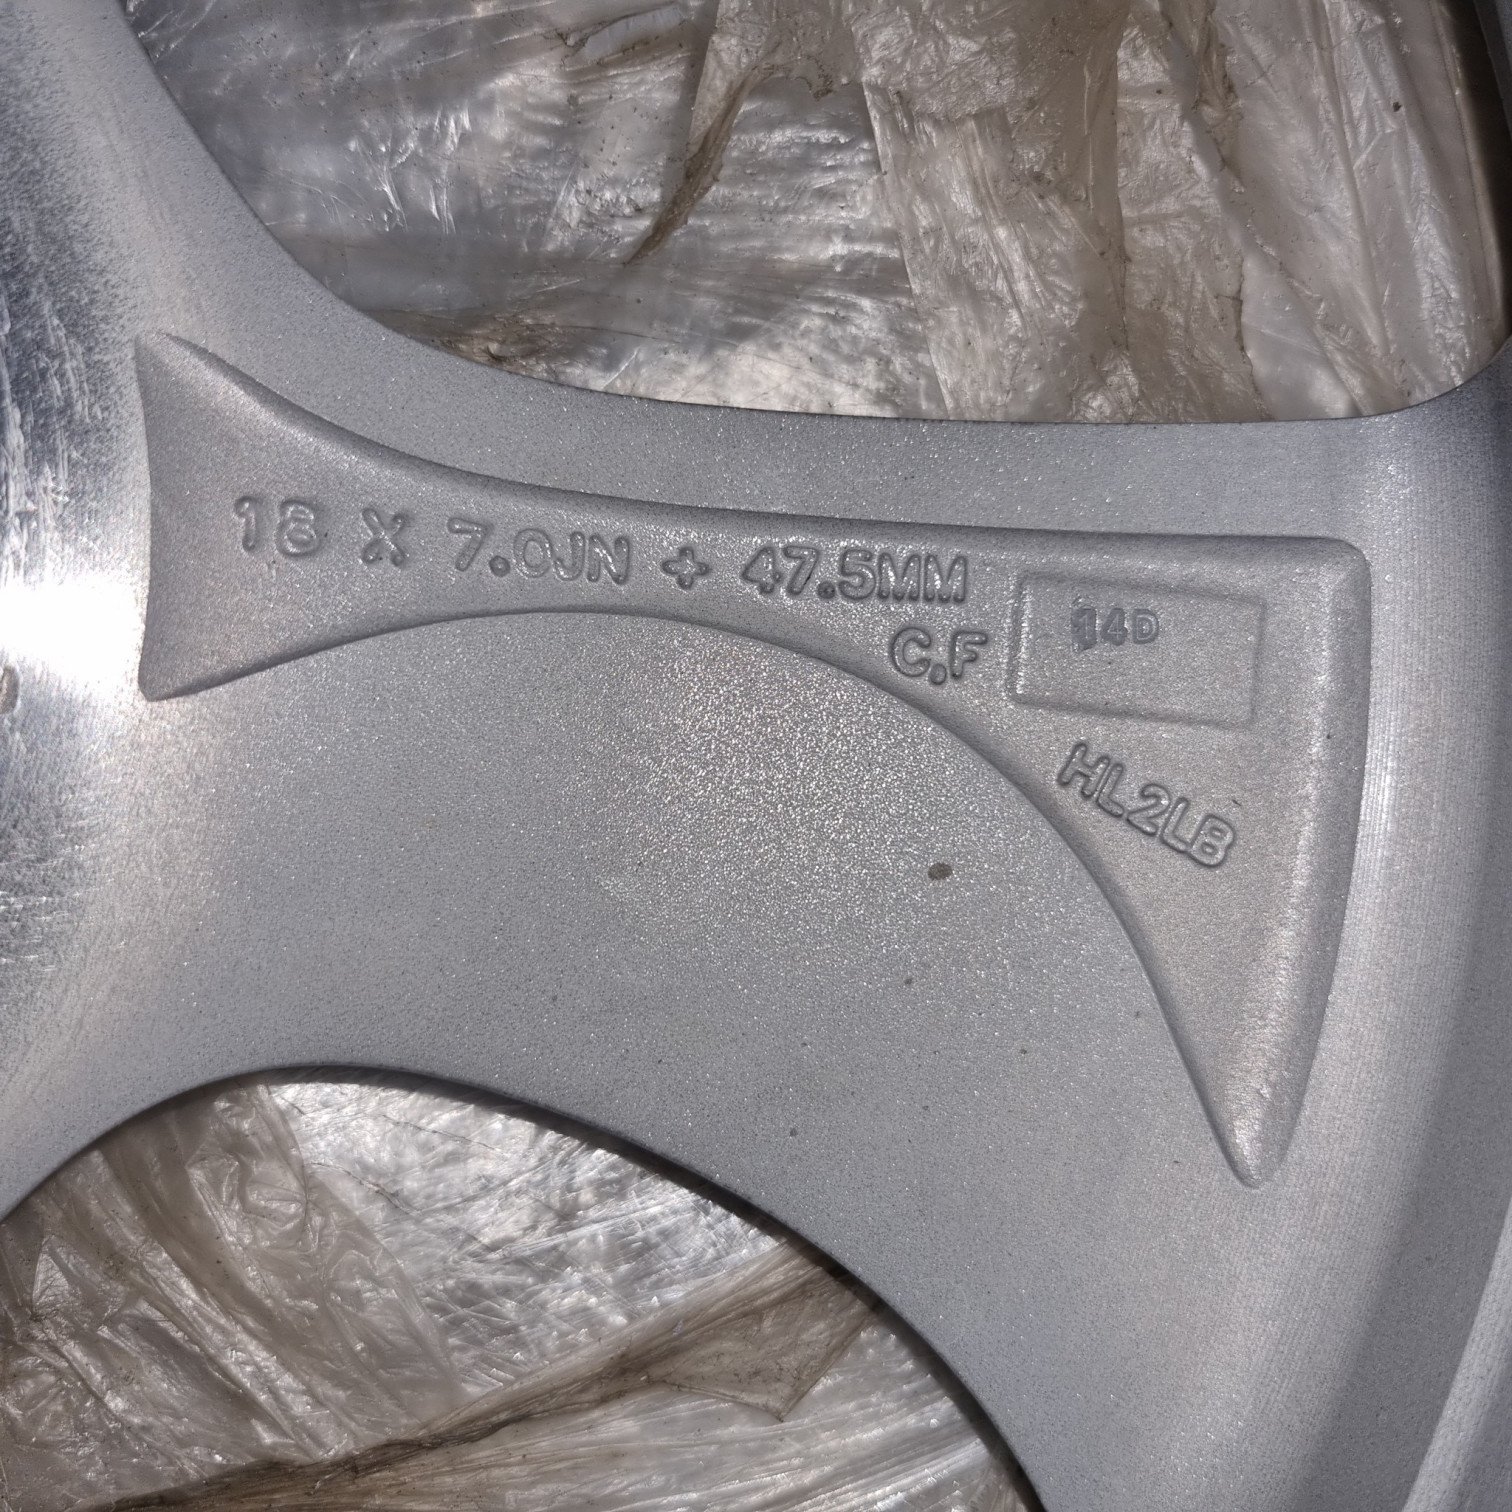 18 X 7.0JN + 47.5MM
C.F
14D
HL2LB